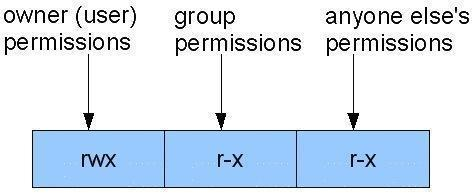 owner (user)
permissions
group
permissions
anyone else's
permissions
rwx
r-x
r-x